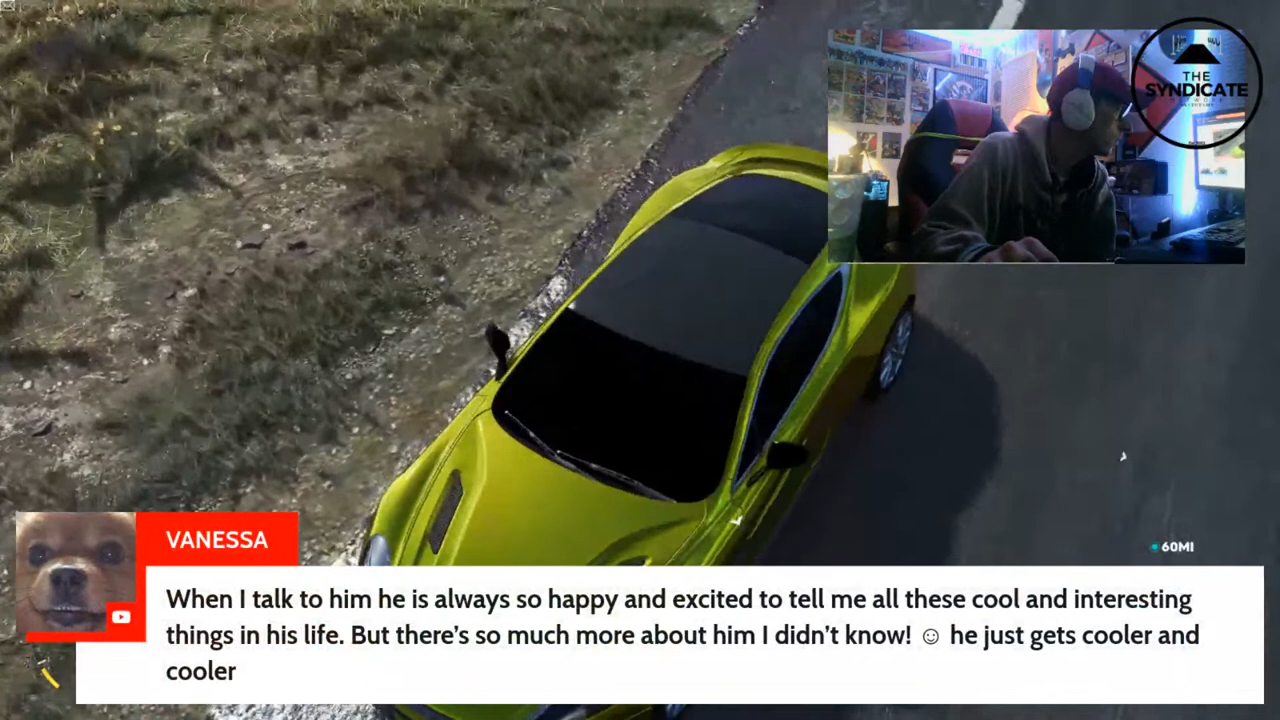 THE
SYNDICATE
60MI
VANESSA
When I talk to him he is always so happy and excited to tell me all these cool and interesting
things in his life. But there's so much more about him I didn't know! ☺ he just gets cooler and
cooler